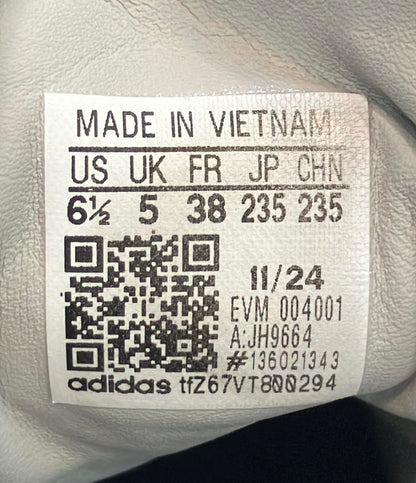 MADE IN VIETNAM
US UK FR JP CHN
6½ 5 38 235 235
11/24
EVM 004001
A:JH9664
#136021343
adidas tfZ67VT800294